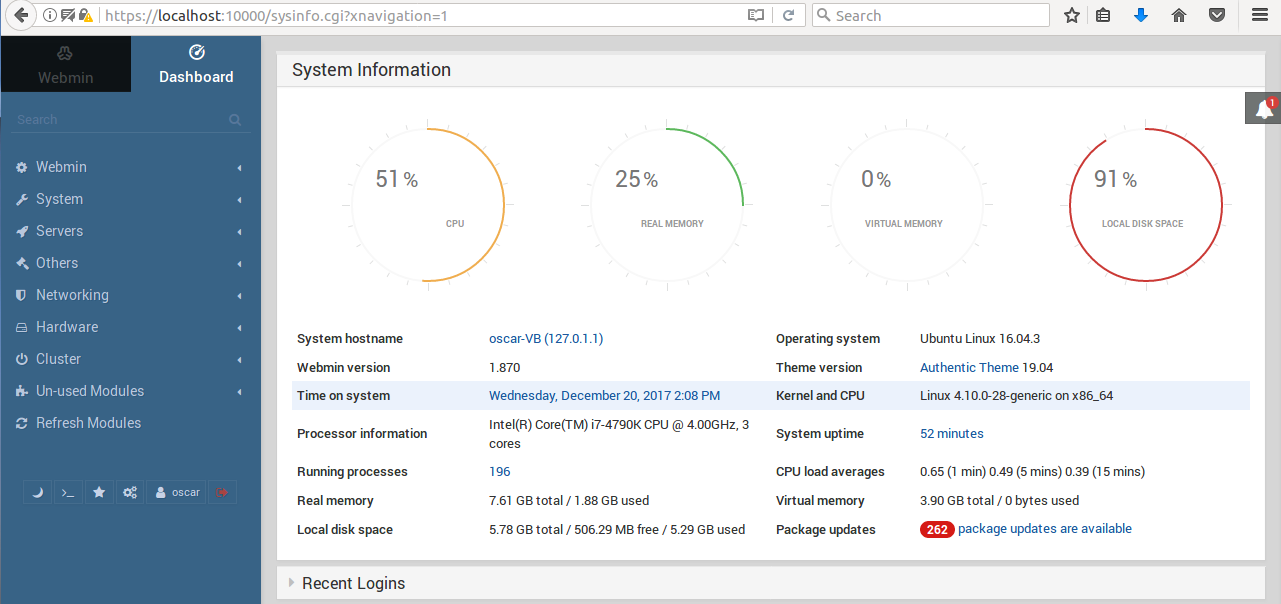 https://localhost:10000/sysinfo.cgi?xnavigation=1
Search
Webmin
Dashboard
Search
Webmin
System
Servers
Others
Networking
Hardware
Cluster
Un-used Modules
Refresh Modules
>_ oscar
System Information
1
51% 25% 0% 91%
CPU REAL MEMORY VIRTUAL MEMORY LOCAL DISK SPACE
System hostname oscar-VB (127.0.1.1) Operating system Ubuntu Linux 16.04.3
Webmin version 1.870 Theme version Authentic Theme 19.04
Time on system Wednesday, December 20, 2017 2:08 PM Kernel and CPU Linux 4.10.0-28-generic on x86_64
Processor information Intel(R) Core(TM) i7-4790K CPU @ 4.00GHz, 3
cores System uptime 52 minutes
Running processes 196 CPU load averages 0.65 (1 min) 0.49 (5 mins) 0.39 (15 mins)
Real memory 7.61 GB total / 1.88 GB used Virtual memory 3.90 GB total / 0 bytes used
Local disk space 5.78 GB total / 506.29 MB free / 5.29 GB used Package updates 262 package updates are available
Recent Logins